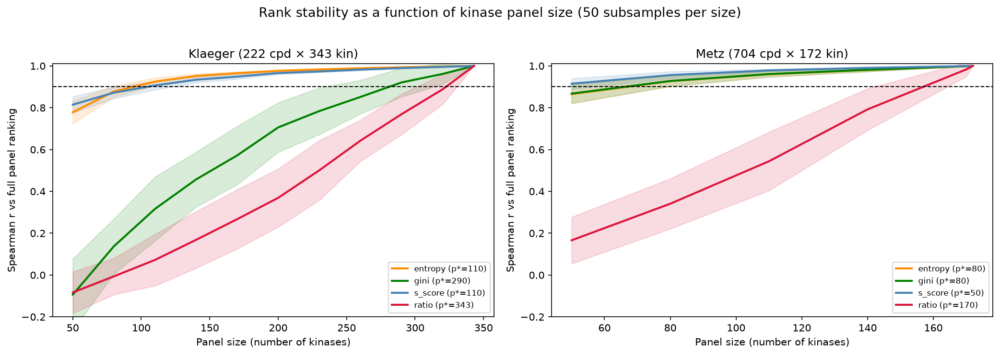 Rank stability as a function of kinase panel size (50 subsamples per size)
Klaeger (222 cpd × 343 kin)
Spearman r vs full panel ranking
1.0
0.8
0.6
0.4
0.2
0.0
−0.2
50
100
150
200
250
300
350
Panel size (number of kinases)
entropy (p*=110)
gini (p*=290)
s_score (p*=110)
ratio (p*=343)
Metz (704 cpd × 172 kin)
Spearman r vs full panel ranking
1.0
0.8
0.6
0.4
0.2
0.0
−0.2
60
80
100
120
140
160
Panel size (number of kinases)
entropy (p*=80)
gini (p*=80)
s_score (p*=50)
ratio (p*=170)